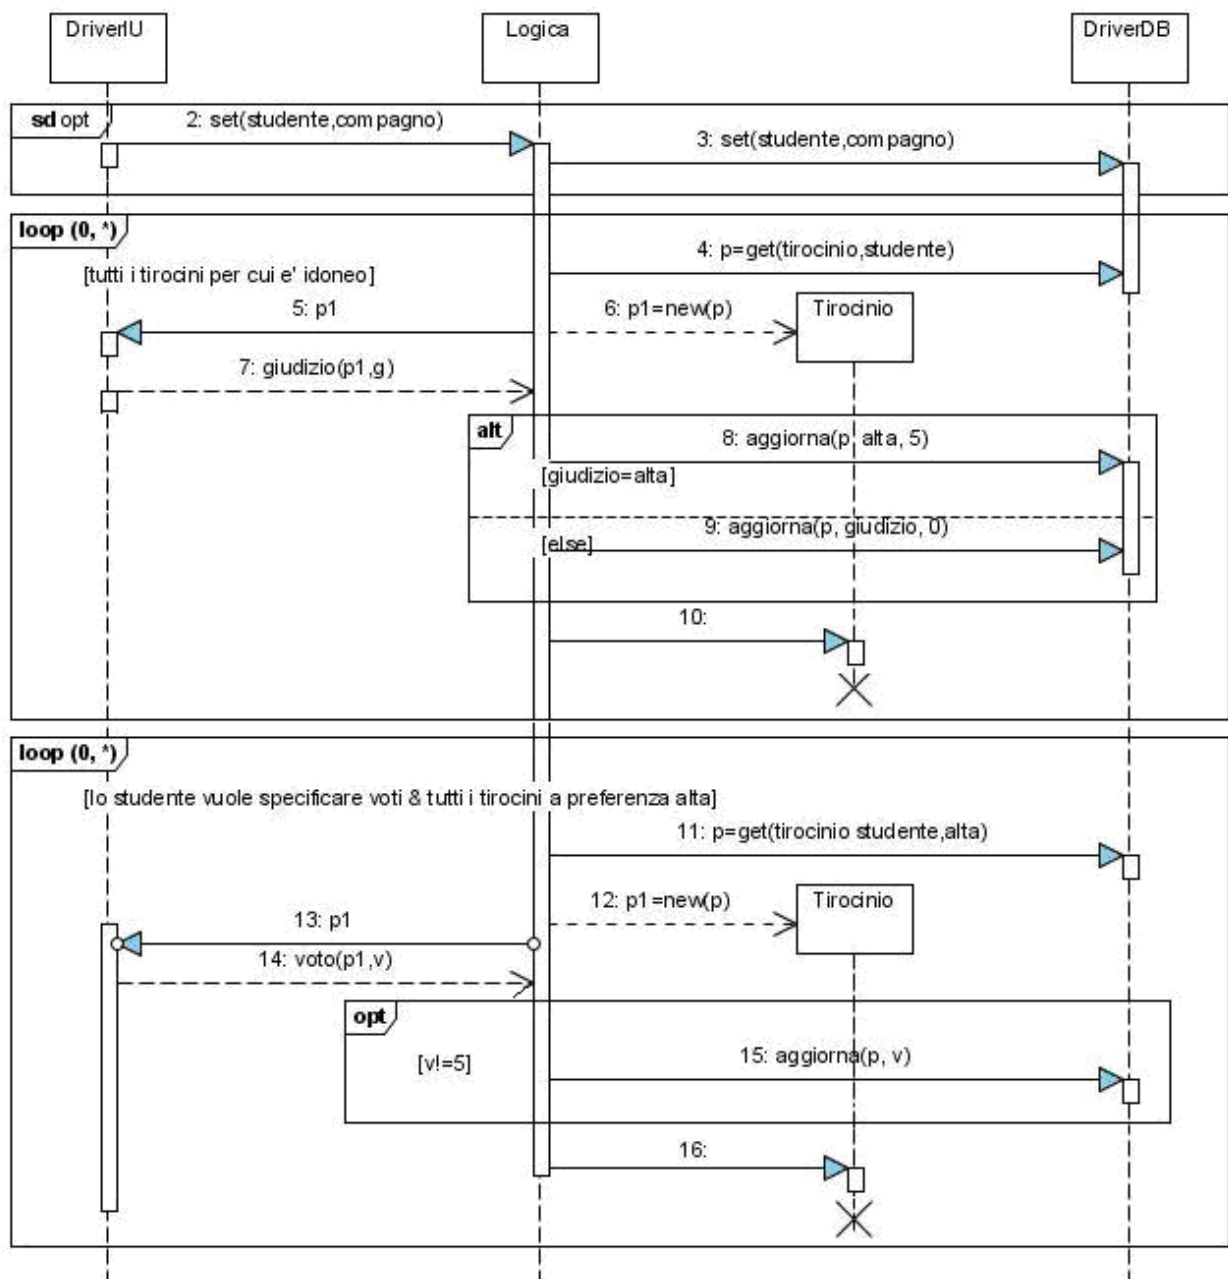 DriverIU
Logica
DriverDB
sd opt
2: set(studente,compagno)
3: set(studente,compagno)
loop (0, *)
4: p=get(tirocinio,studente)
[tutti i tirocini per cui e' idoneo]
5: p1
6: p1=new(p)
Tirocinio
7: giudizio(p1,g)
alt
8: aggiorna(p, alta, 5)
[giudizio=alta]
9: aggiorna(p, giudizio, 0)
[else]
10:
loop (0, *)
[lo studente vuole specificare voti & tutti i tirocini a preferenza alta]
11: p=get(tirocinio studente,alta)
12: p1=new(p)
Tirocinio
13: p1
14: voto(p1,v)
opt
15: aggiorna(p, v)
[v!=5]
16: